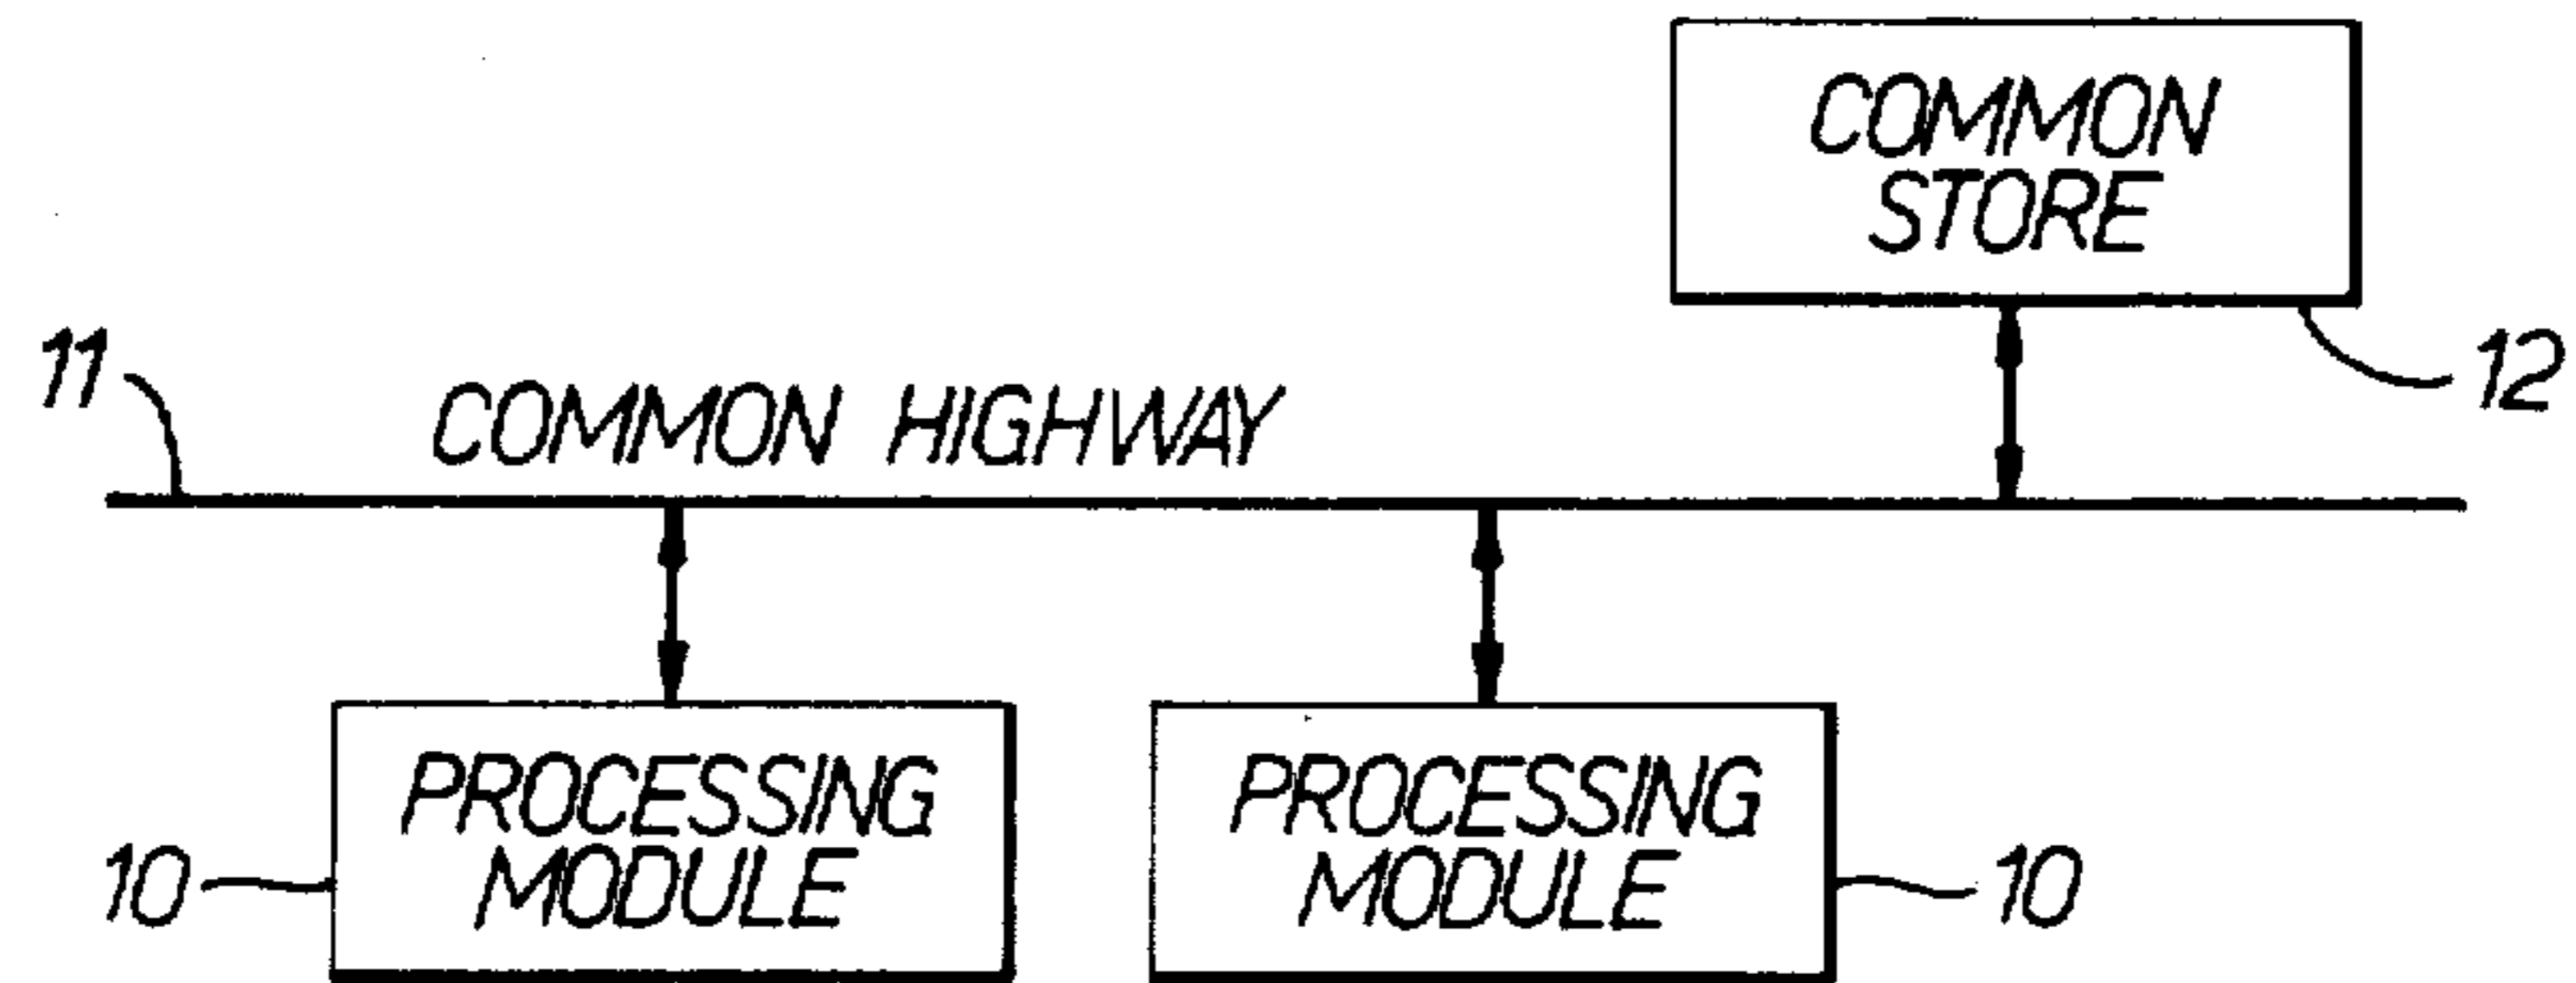 COMMON
STORE
11
12
COMMON HIGHWAY
PROCESSING
MODULE
10
PROCESSING
MODULE
10